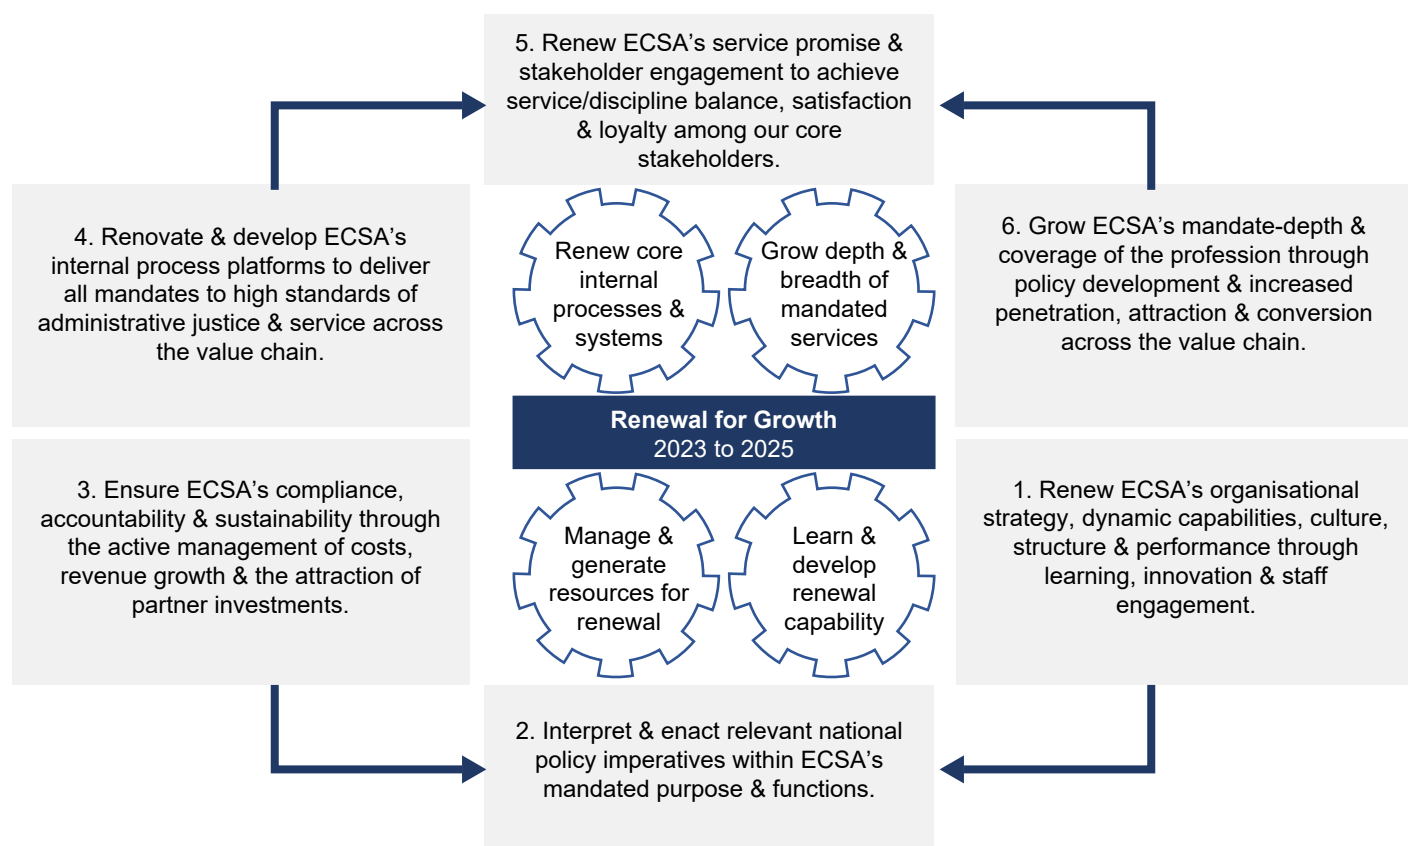 5. Renew ECSA’s service promise &
stakeholder engagement to achieve
service/discipline balance, satisfaction
& loyalty among our core
stakeholders.
4. Renovate & develop ECSA’s
internal process platforms to deliver
all mandates to high standards of
administrative justice & service across
the value chain.
Renew core
internal
processes &
systems
Grow depth &
breadth of
mandated
services
6. Grow ECSA’s mandate-depth &
coverage of the profession through
policy development & increased
penetration, attraction & conversion
across the value chain.
Renewal for Growth
2023 to 2025
3. Ensure ECSA’s compliance,
accountability & sustainability through
the active management of costs,
revenue growth & the attraction of
partner investments.
Manage &
generate
resources for
renewal
Learn &
develop
renewal
capability
1. Renew ECSA’s organisational
strategy, dynamic capabilities, culture,
structure & performance through
learning, innovation & staff
engagement.
2. Interpret & enact relevant national
policy imperatives within ECSA’s
mandated purpose & functions.